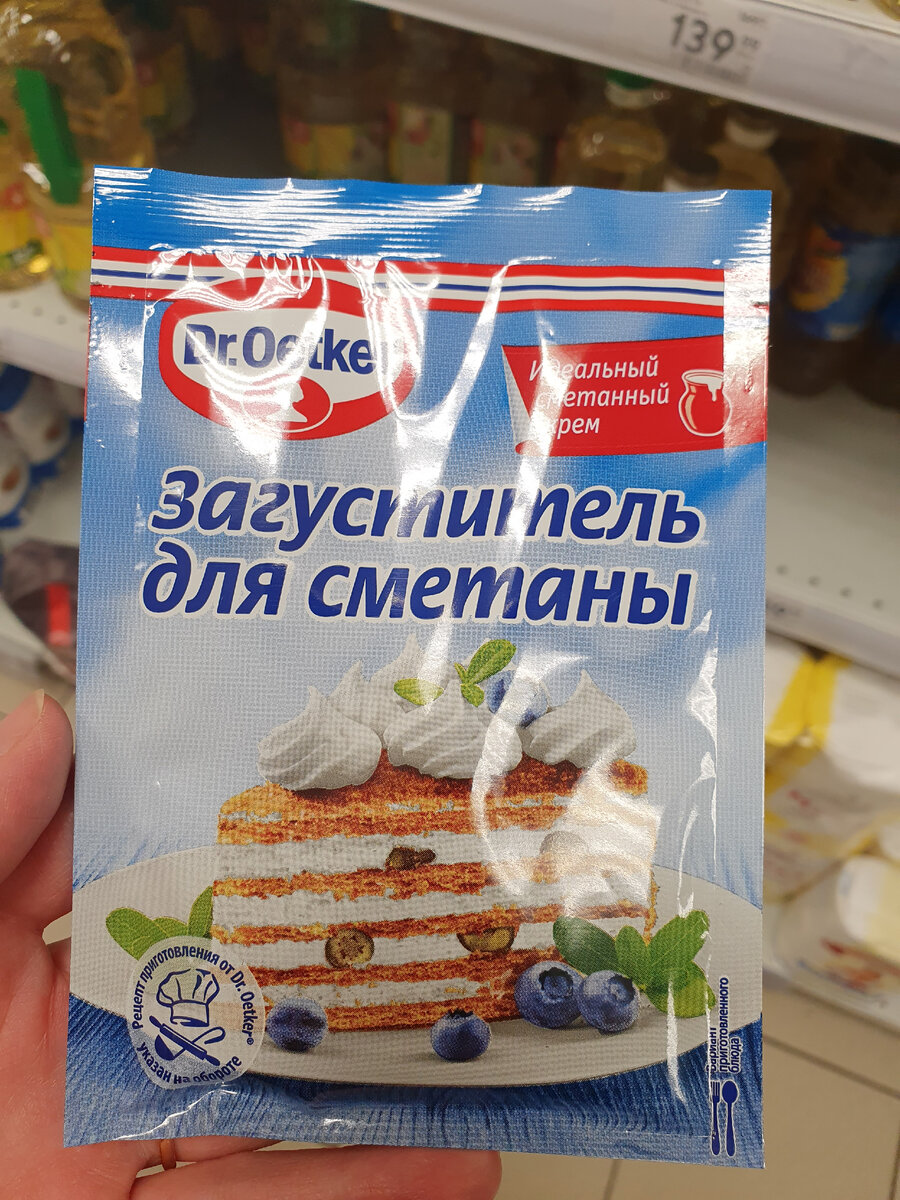 139
Dr.Oetker
Идеальный
сметанный
крем
Загуститель
для сметаны
Рецепт приготовления от Dr. Oetker®
указан на обороте
Вариант
приготовленного
блюда